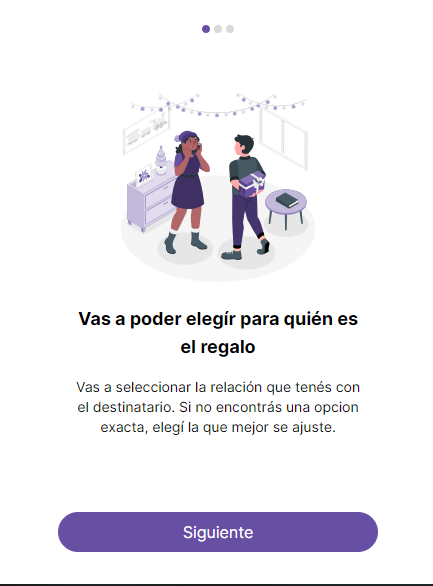 Vas a poder elegír para quién es
el regalo
Vas a seleccionar la relación que tenés con
el destinatario. Si no encontrás una opcion
exacta, elegí la que mejor se ajuste.
Siguiente